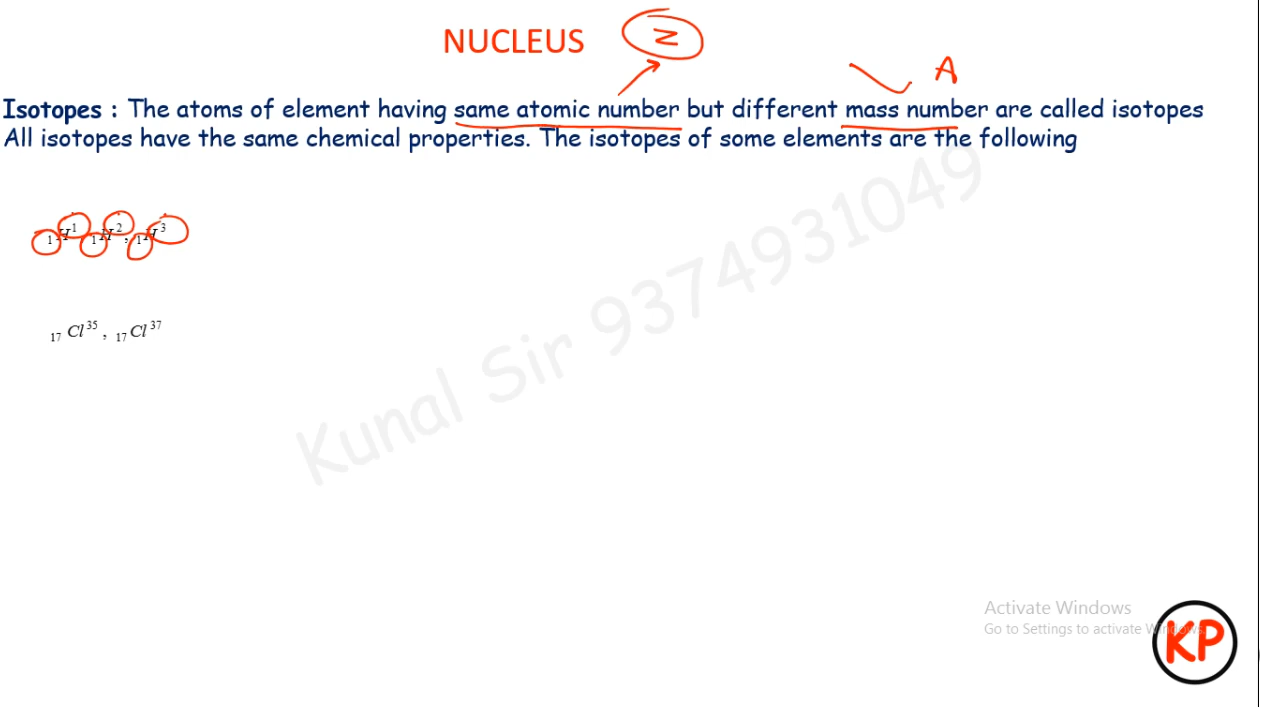 NUCLEUS Z
A
Isotopes : The atoms of element having same atomic number but different mass number are called isotopes
All isotopes have the same chemical properties. The isotopes of some elements are the following
₁H¹, ₁H², ₁H³
₁₇Cl³⁵, ₁₇Cl³⁷
Kunal Sir 9374931049
Activate Windows
Go to Settings to activate Windows.
KP